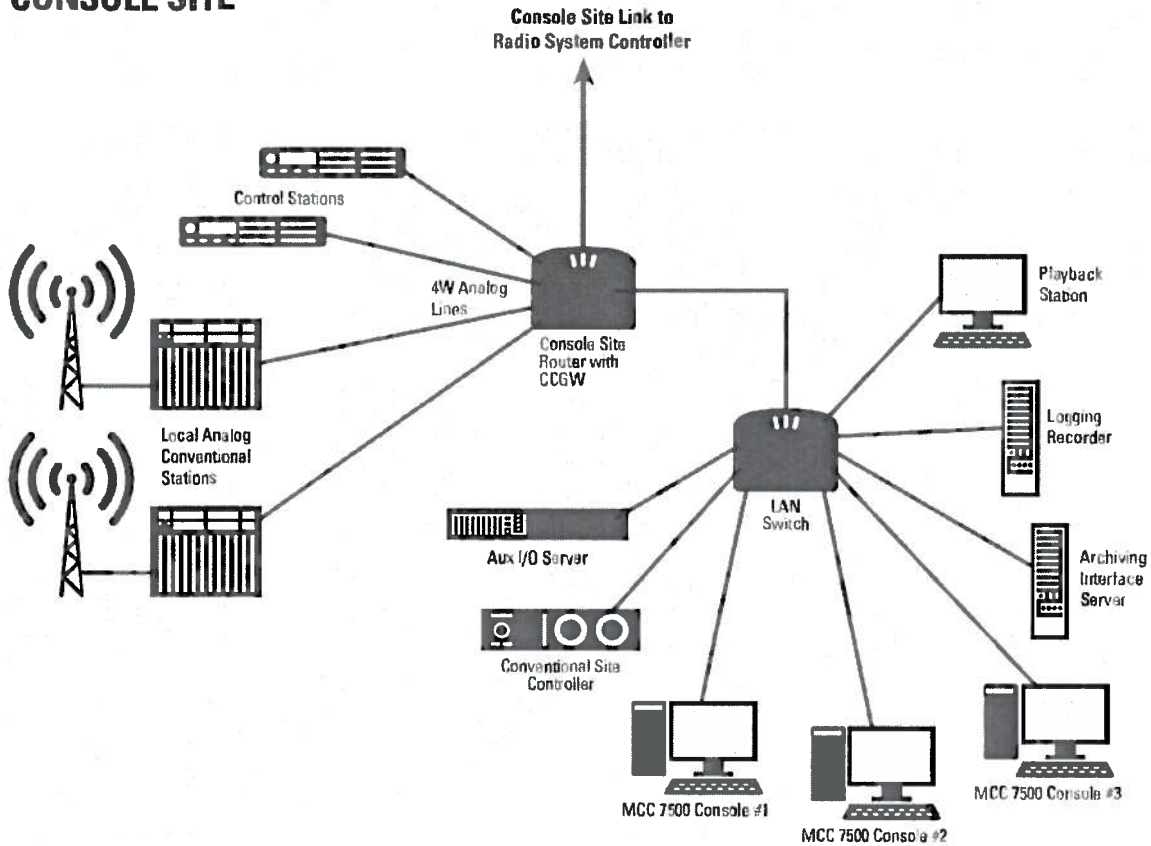 CONSOLE SITE
Console Site Link to
Radio System Controller
Control Stations
4W Analog
Lines
Console Site
Router with
CCGW
Playback
Station
Logging
Recorder
Local Analog
Conventional
Stations
LAN
Switch
Aux I/O Server
Archiving
Interface
Server
Conventional Site
Controller
MCC 7500 Console #1
MCC 7500 Console #2
MCC 7500 Console #3